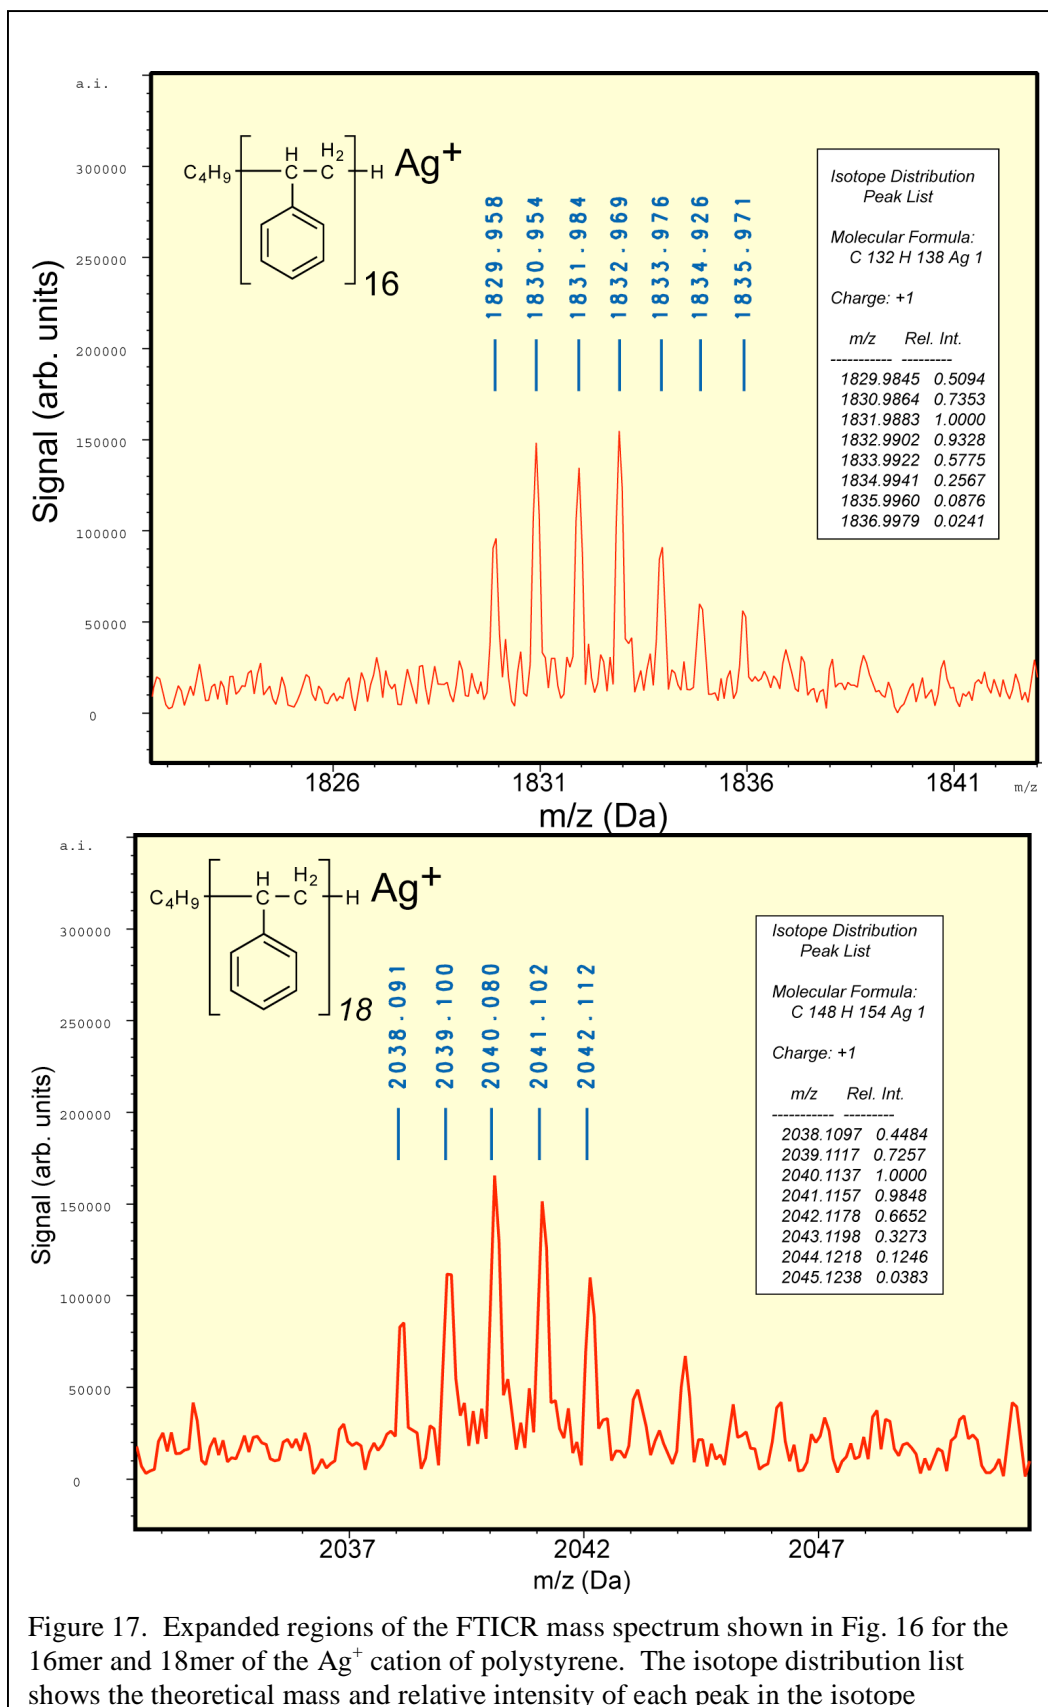 a.i.
300000
250000
200000
150000
100000
50000
0
Signal (arb. units)
C4H9
H
C
H2
C
H
Ag+
16
1829.958
1830.954
1831.984
1832.969
1833.976
1834.926
1835.971
Isotope Distribution
Peak List
Molecular Formula:
C 132 H 138 Ag 1
Charge: +1
m/z Rel. Int.
----------- ---------
1829.9845 0.5094
1830.9864 0.7353
1831.9883 1.0000
1832.9902 0.9328
1833.9922 0.5775
1834.9941 0.2567
1835.9960 0.0876
1836.9979 0.0241
1826 1831 1836 1841 m/z
m/z (Da)
a.i.
300000
250000
200000
150000
100000
50000
0
Signal (arb. units)
C4H9
H
C
H2
C
H
Ag+
18
2038.091
2039.100
2040.080
2041.102
2042.112
Isotope Distribution
Peak List
Molecular Formula:
C 148 H 154 Ag 1
Charge: +1
m/z Rel. Int.
----------- ---------
2038.1097 0.4484
2039.1117 0.7257
2040.1137 1.0000
2041.1157 0.9848
2042.1178 0.6652
2043.1198 0.3273
2044.1218 0.1246
2045.1238 0.0383
2037 2042 2047
m/z (Da)
Figure 17. Expanded regions of the FTICR mass spectrum shown in Fig. 16 for the
16mer and 18mer of the Ag+ cation of polystyrene. The isotope distribution list
shows the theoretical mass and relative intensity of each peak in the isotope